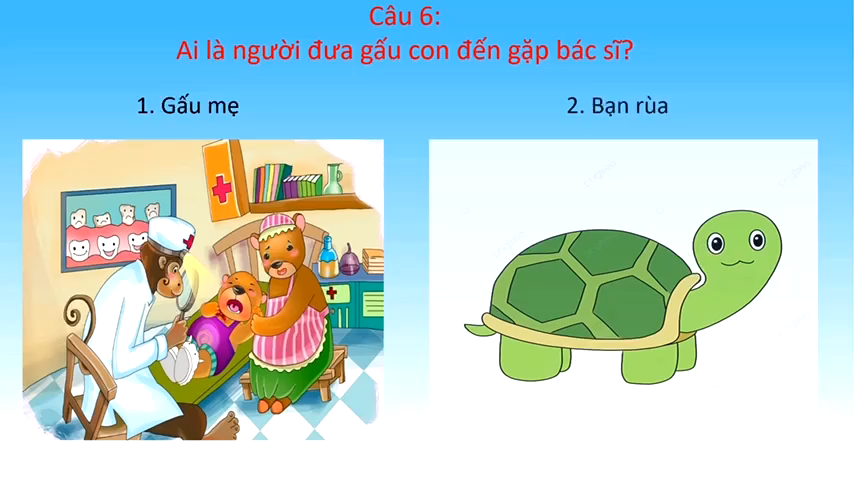 Câu 6:
Ai là người đưa gấu con đến gặp bác sĩ?
1. Gấu mẹ
2. Bạn rùa